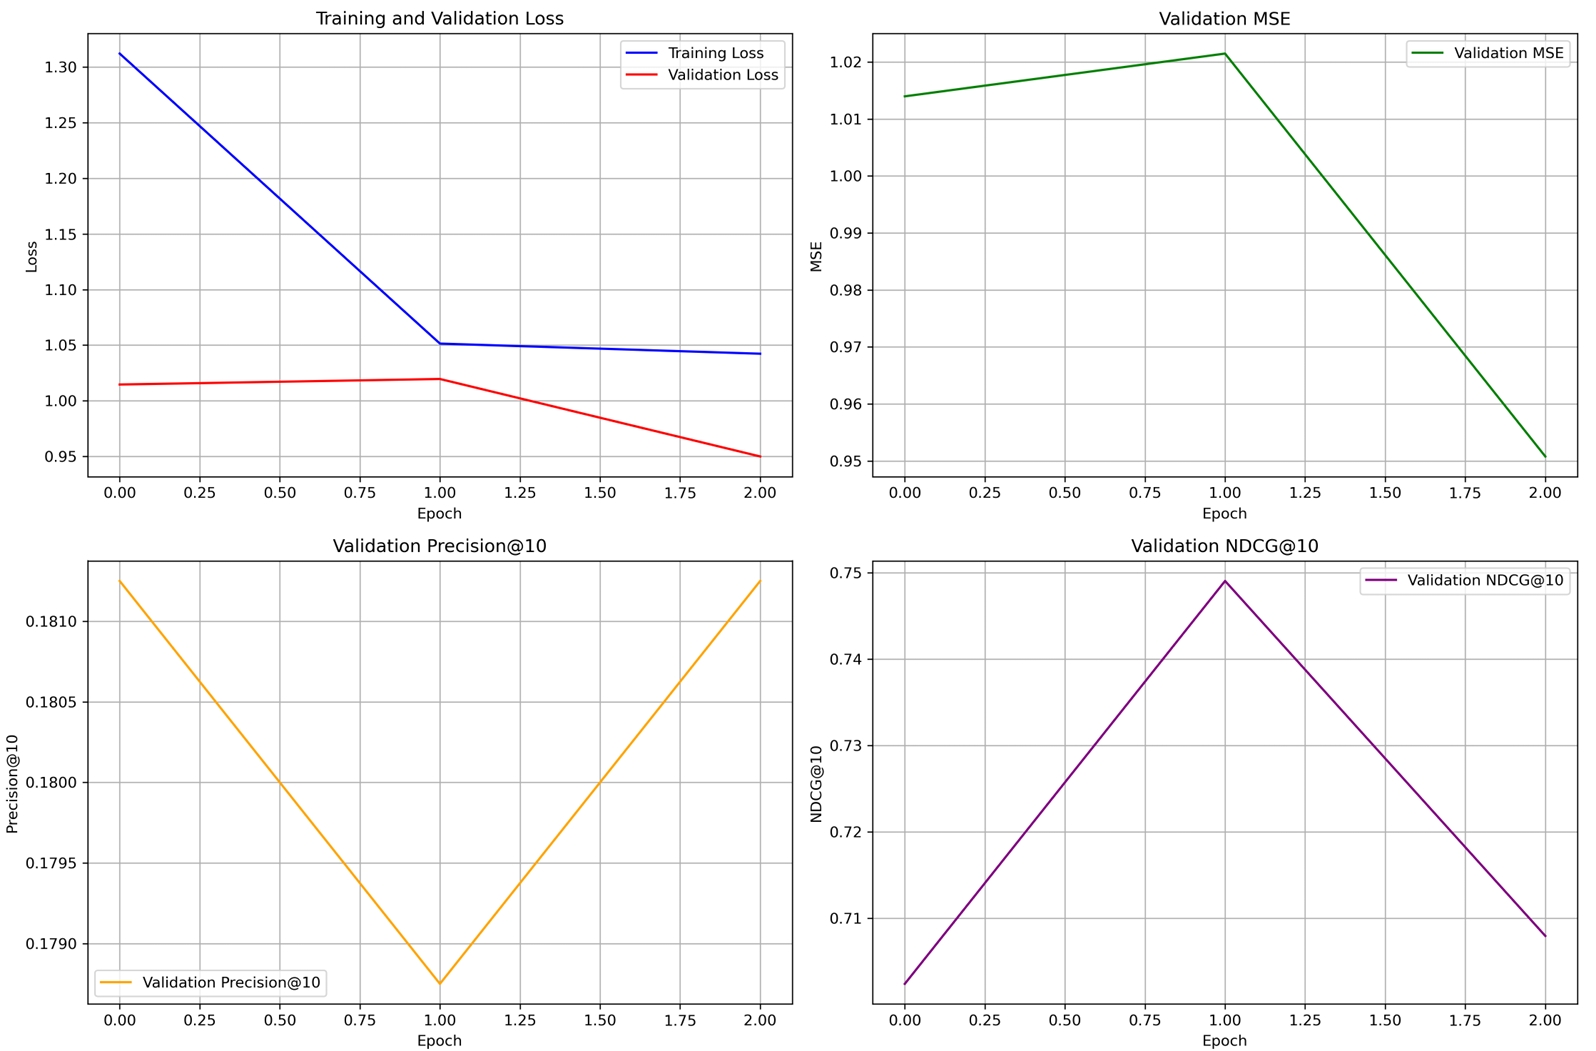 Training and Validation Loss
Training Loss
Validation Loss
1.30
1.25
1.20
1.15
1.10
1.05
1.00
0.95
Loss
0.00 0.25 0.50 0.75 1.00 1.25 1.50 1.75 2.00
Epoch
Validation MSE
Validation MSE
1.02
1.01
1.00
0.99
0.98
0.97
0.96
0.95
MSE
0.00 0.25 0.50 0.75 1.00 1.25 1.50 1.75 2.00
Epoch
Validation Precision@10
0.1810
0.1805
0.1800
0.1795
0.1790
Precision@10
Validation Precision@10
0.00 0.25 0.50 0.75 1.00 1.25 1.50 1.75 2.00
Epoch
Validation NDCG@10
Validation NDCG@10
0.75
0.74
0.73
0.72
0.71
NDCG@10
0.00 0.25 0.50 0.75 1.00 1.25 1.50 1.75 2.00
Epoch